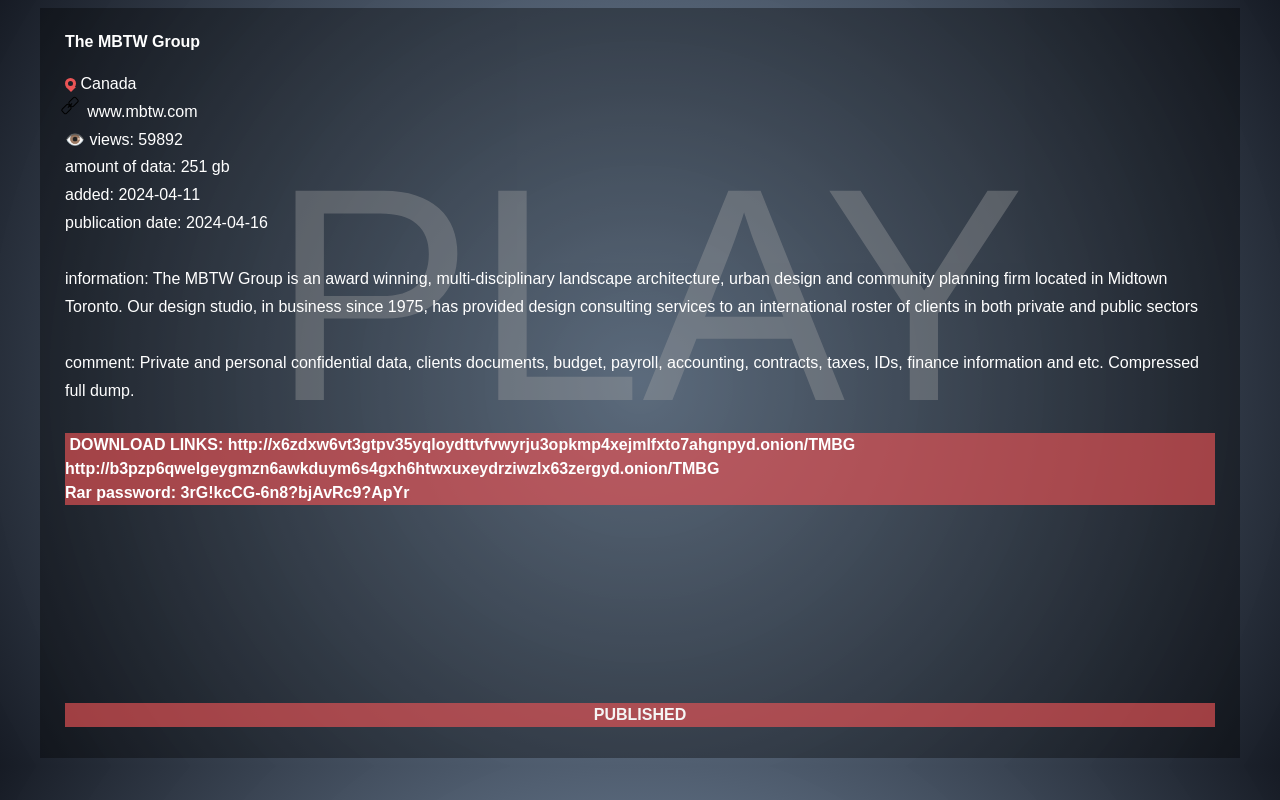 The MBTW Group
Canada
www.mbtw.com
views: 59892
amount of data: 251 gb
added: 2024-04-11
publication date: 2024-04-16
PLAY
information: The MBTW Group is an award winning, multi-disciplinary landscape architecture, urban design and community planning firm located in Midtown
Toronto. Our design studio, in business since 1975, has provided design consulting services to an international roster of clients in both private and public sectors
comment: Private and personal confidential data, clients documents, budget, payroll, accounting, contracts, taxes, IDs, finance information and etc. Compressed
full dump.
DOWNLOAD LINKS: http://x6zdxw6vt3gtpv35yqloydttvfvwyrju3opkmp4xejmlfxto7ahgnpyd.onion/TMBG
http://b3pzp6qwelgeygmzn6awkduym6s4gxh6htwxuxeydrziwzlx63zergyd.onion/TMBG
Rar password: 3rG!kcCG-6n8?bjAvRc9?ApYr
PUBLISHED